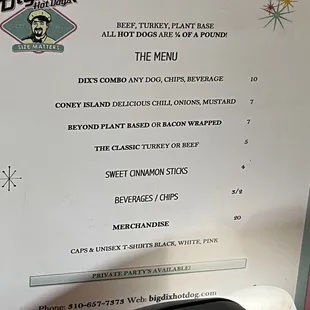 Hot Dogs
SIZE MATTERS
BEEF, TURKEY, PLANT BASE
ALL HOT DOGS ARE ¼ OF A POUND!
THE MENU
DIX'S COMBO ANY DOG, CHIPS, BEVERAGE 10
CONEY ISLAND DELICIOUS CHILI, ONIONS, MUSTARD 7
BEYOND PLANT BASED OR BACON WRAPPED 7
THE CLASSIC TURKEY OR BEEF 5
SWEET CINNAMON STICKS 4
BEVERAGES / CHIPS 3/2
MERCHANDISE 20
CAPS & UNISEX T-SHIRTS BLACK, WHITE, PINK
PRIVATE PARTY'S AVAILABLE!
Phone: 310-657-7373 Web: bigdixhotdog.com